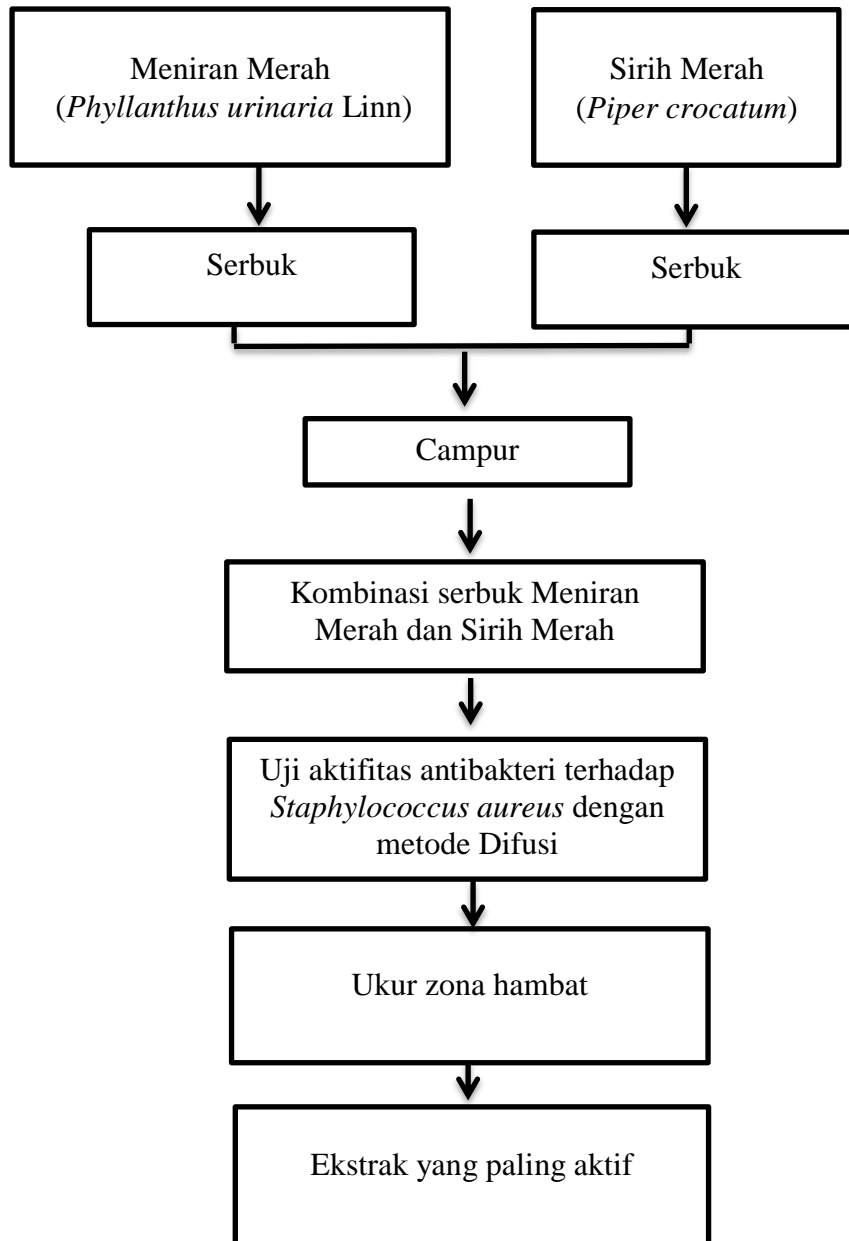 Meniran Merah
(Phyllanthus urinaria Linn)
Sirih Merah
(Piper crocatum)
Serbuk
Serbuk
Campur
Kombinasi serbuk Meniran
Merah dan Sirih Merah
Uji aktifitas antibakteri terhadap
Staphylococcus aureus dengan
metode Difusi
Ukur zona hambat
Ekstrak yang paling aktif